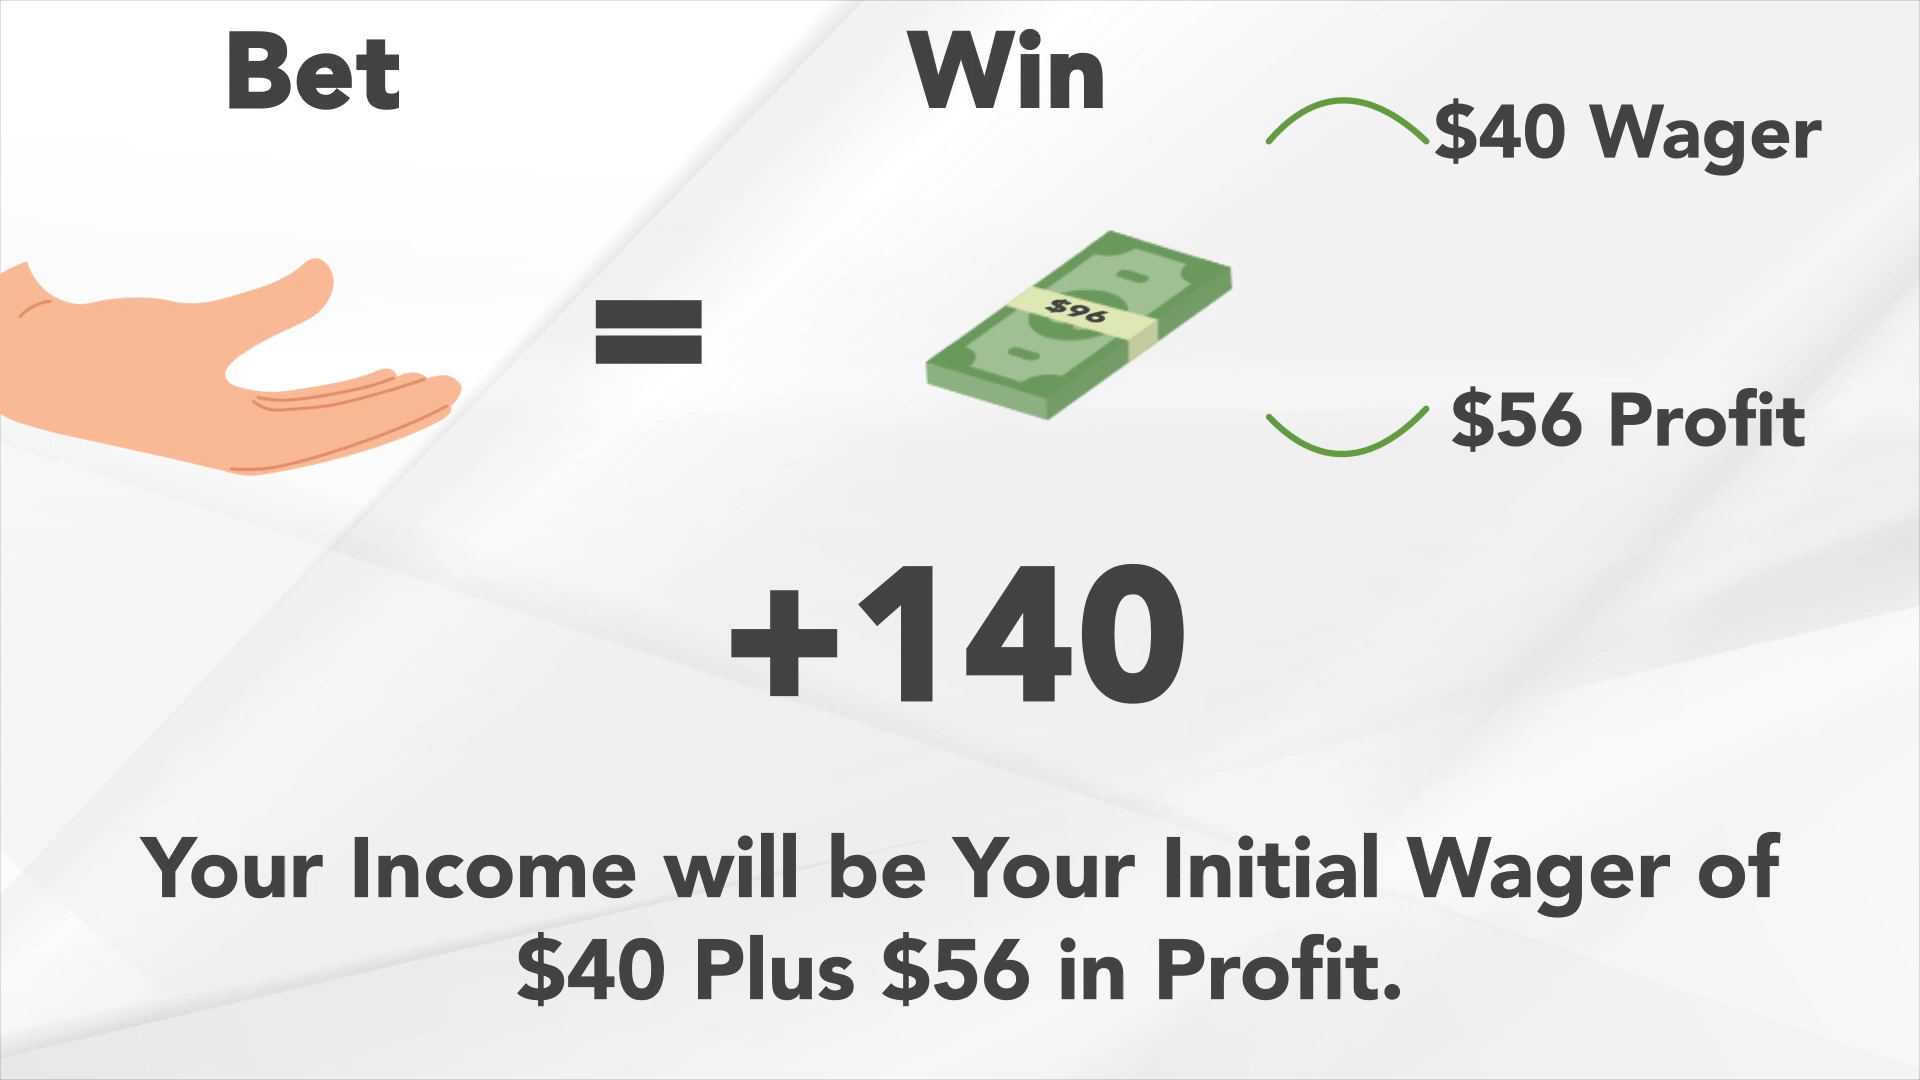 Bet
Win
$40 Wager
$96
$56 Profit
+140
Your Income will be Your Initial Wager of
$40 Plus $56 in Profit.